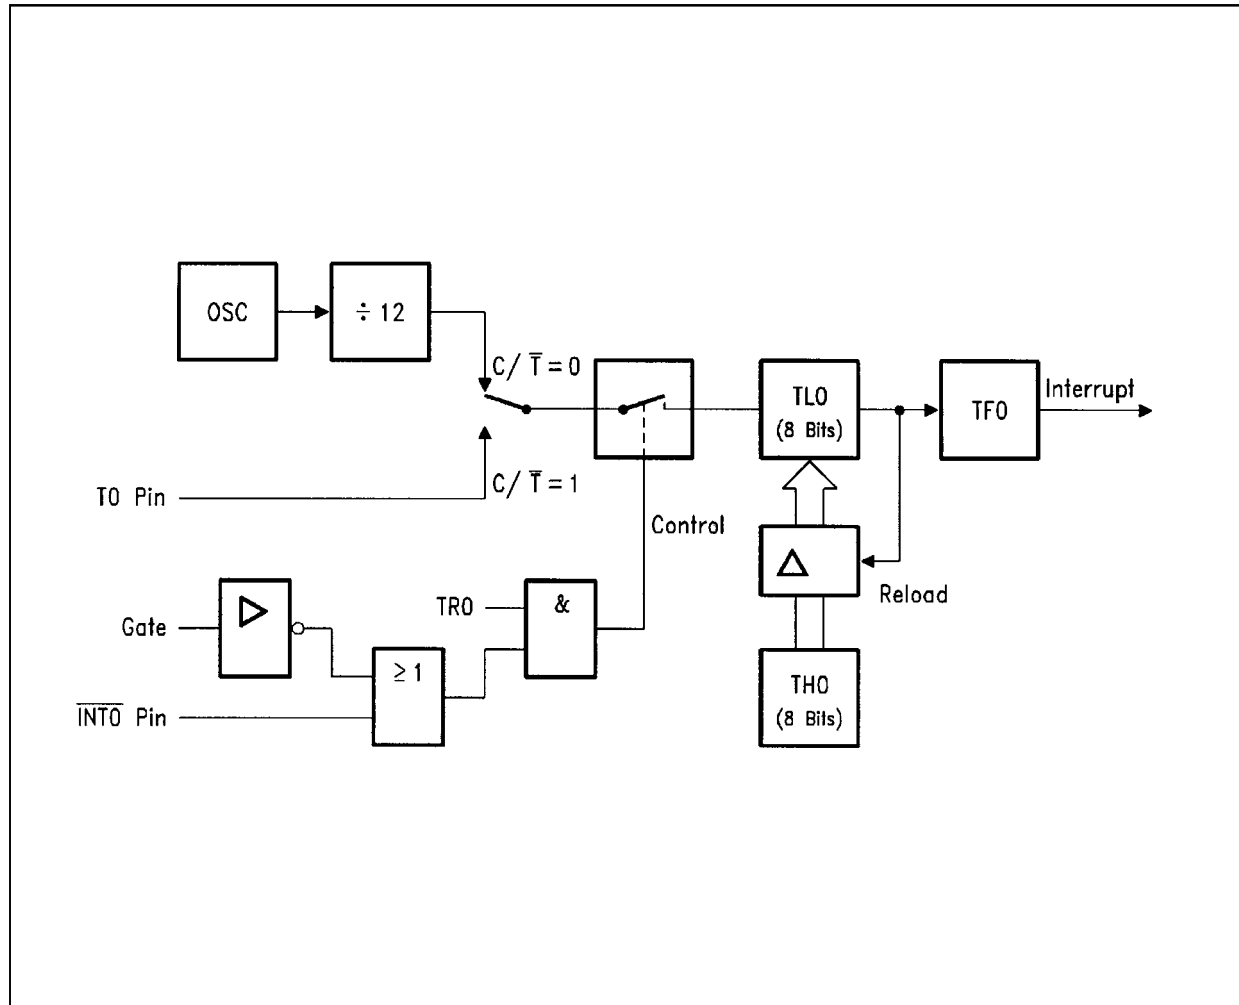 OSC
÷ 12
C/T̅ = 0
TL0
(8 Bits)
TF0
Interrupt
T0 Pin
C/T̅ = 1
Control
Reload
TR0
&
Gate
≥ 1
I̅N̅T̅0̅ Pin
TH0
(8 Bits)